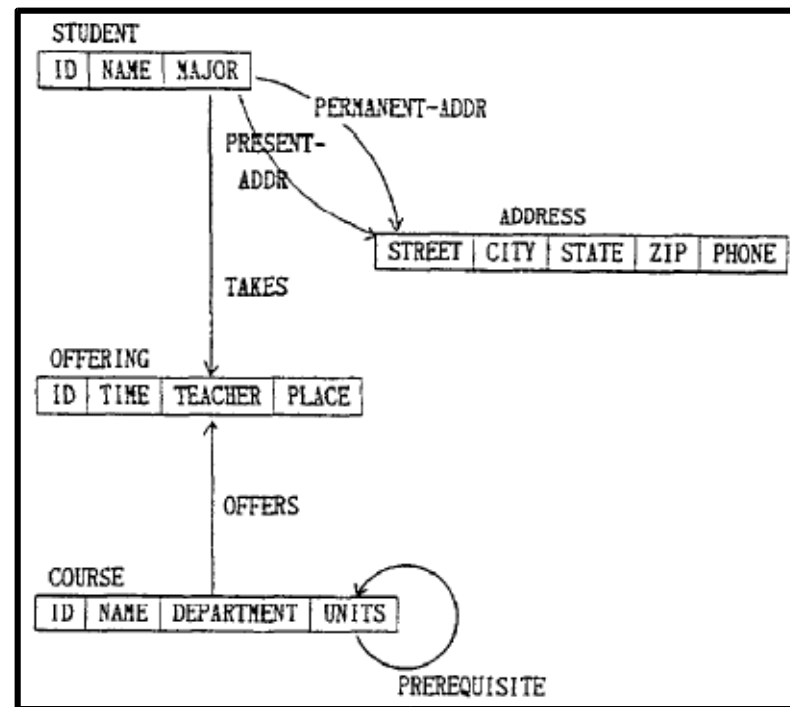 STUDENT
ID NAME MAJOR
PERMANENT-ADDR
PRESENT-
ADDR
ADDRESS
STREET CITY STATE ZIP PHONE
TAKES
OFFERING
ID TIME TEACHER PLACE
OFFERS
COURSE
ID NAME DEPARTMENT UNITS
PREREQUISITE